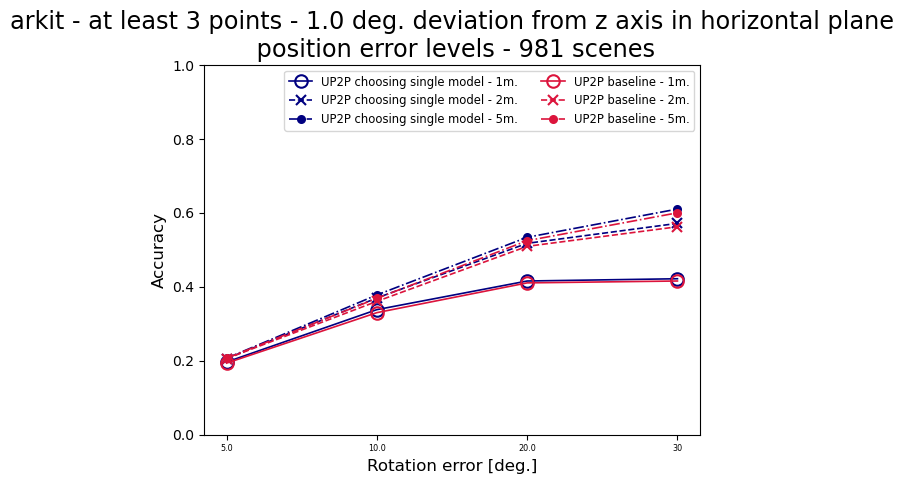 arkit - at least 3 points - 1.0 deg. deviation from z axis in horizontal plane
position error levels - 981 scenes
UP2P choosing single model - 1m.
UP2P choosing single model - 2m.
UP2P choosing single model - 5m.
UP2P baseline - 1m.
UP2P baseline - 2m.
UP2P baseline - 5m.
Accuracy
1.0
0.8
0.6
0.4
0.2
0.0
5.0 10.0 20.0 30
Rotation error [deg.]